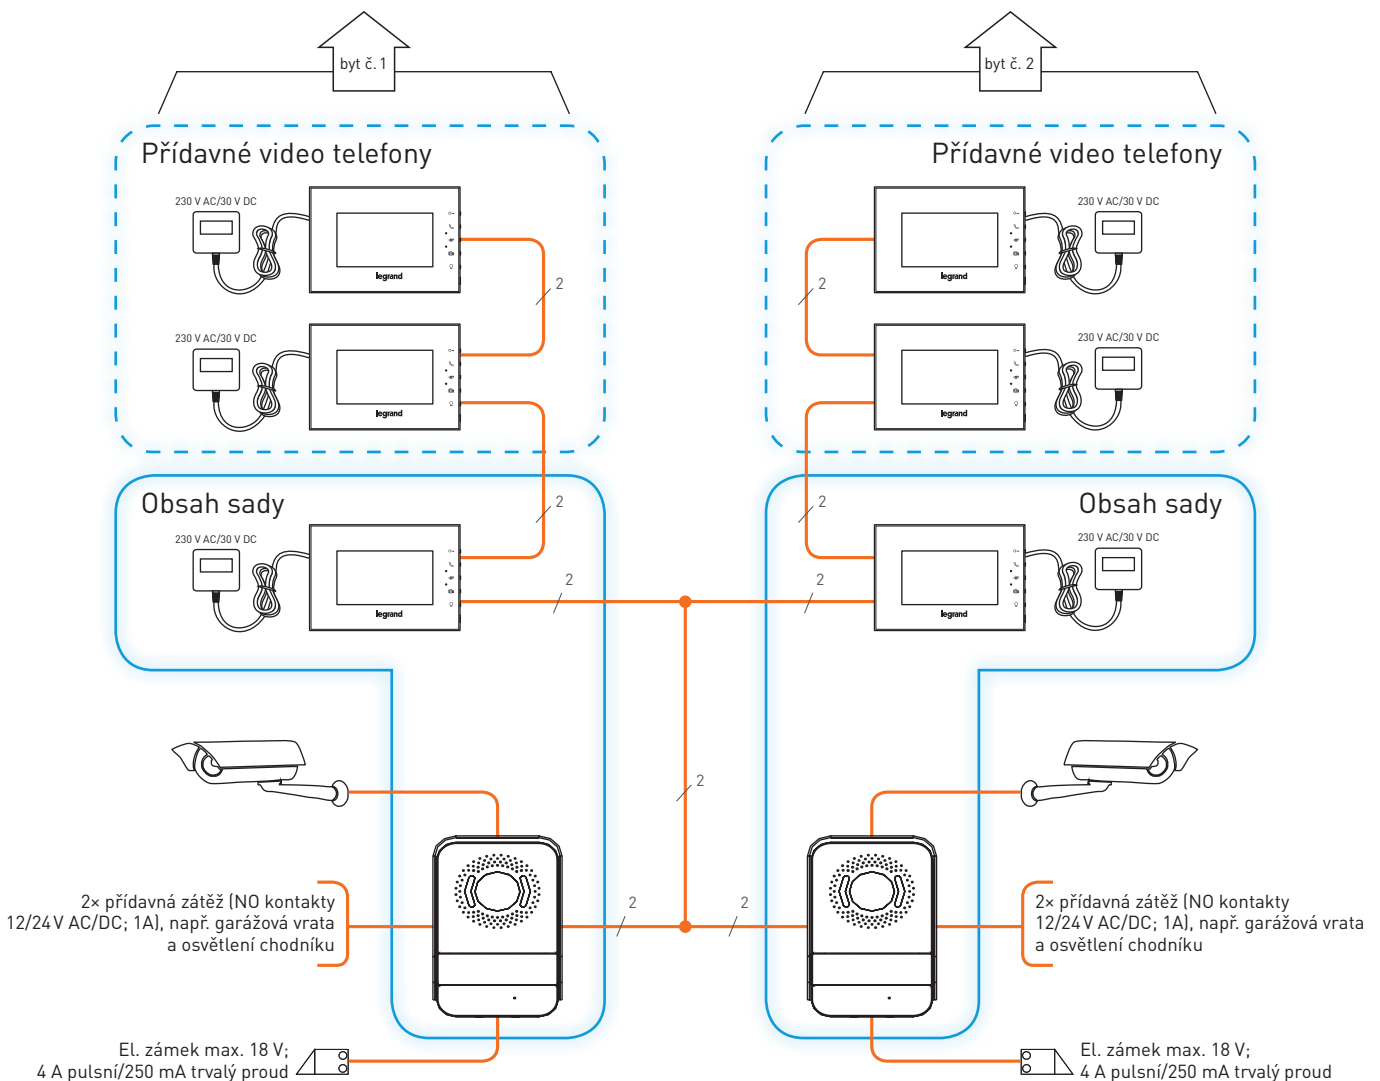 byt č. 1
byt č. 2
Přídavné video telefony
Přídavné video telefony
230 V AC/30 V DC
legrand
2
230 V AC/30 V DC
legrand
2
230 V AC/30 V DC
legrand
230 V AC/30 V DC
legrand
Obsah sady
Obsah sady
2
2
230 V AC/30 V DC
legrand
2
2
230 V AC/30 V DC
legrand
2
2× přídavná zátěž (NO kontakty
12/24 V AC/DC; 1A), např. garážová vrata
a osvětlení chodníku
2
2
2× přídavná zátěž (NO kontakty
12/24 V AC/DC; 1A), např. garážová vrata
a osvětlení chodníku
El. zámek max. 18 V;
4 A pulsní/250 mA trvalý proud
El. zámek max. 18 V;
4 A pulsní/250 mA trvalý proud